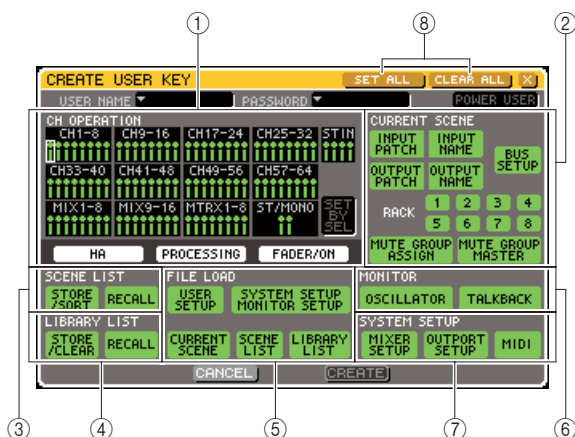 ① ⑧ ②
CREATE USER KEY SET ALL CLEAR ALL X
USER NAME PASSWORD POWER USER
CH OPERATION
CH1-8 CH9-16 CH17-24 CH25-32 STIN
CH33-40 CH41-48 CH49-56 CH57-64
MIX1-8 MIX9-16 MTRX1-8 ST/MONO SET BY SEL
HA PROCESSING FADER/ON
CURRENT SCENE
INPUT PATCH INPUT NAME BUS SETUP
OUTPUT PATCH OUTPUT NAME
RACK 1 2 3 4
5 6 7 8
MUTE GROUP ASSIGN MUTE GROUP MASTER
SCENE LIST
STORE /SORT RECALL
FILE LOAD
USER SETUP SYSTEM SETUP MONITOR SETUP
CURRENT SCENE SCENE LIST LIBRARY LIST
MONITOR
OSCILLATOR TALKBACK
LIBRARY LIST
STORE /CLEAR RECALL
SYSTEM SETUP
MIXER SETUP OUTPORT SETUP MIDI
CANCEL CREATE
③ ④ ⑤ ⑦ ⑥